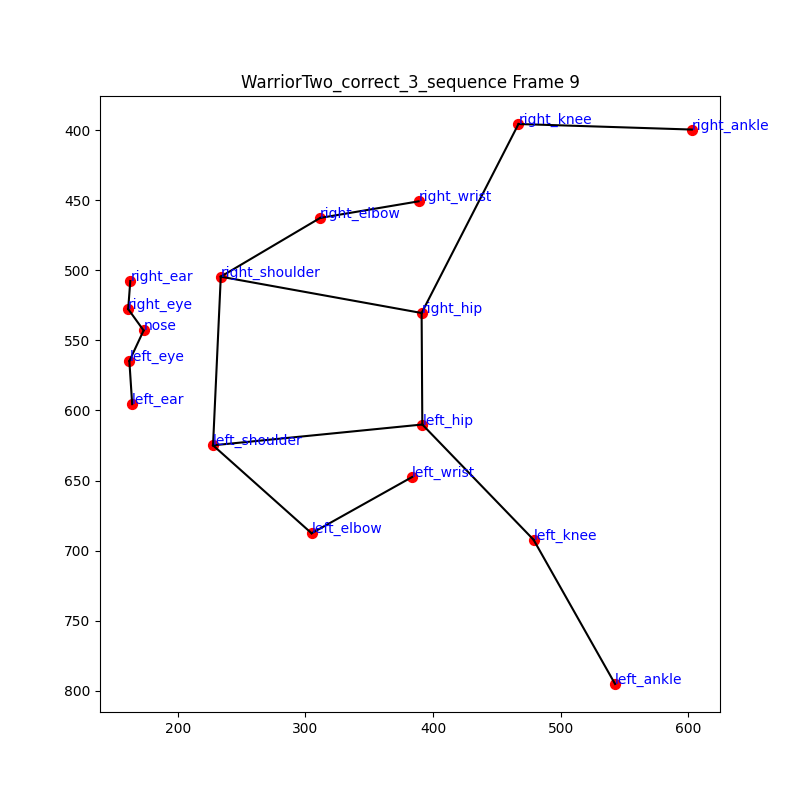 WarriorTwo_correct_3_sequence Frame 9
400
right_knee
right_ankle
450
right_wrist
right_elbow
500
right_ear
right_shoulder
right_eye
right_hip
nose
550
left_eye
left_ear
600
left_hip
left_shoulder
650
left_wrist
left_elbow
left_knee
700
750
left_ankle
800
200
300
400
500
600